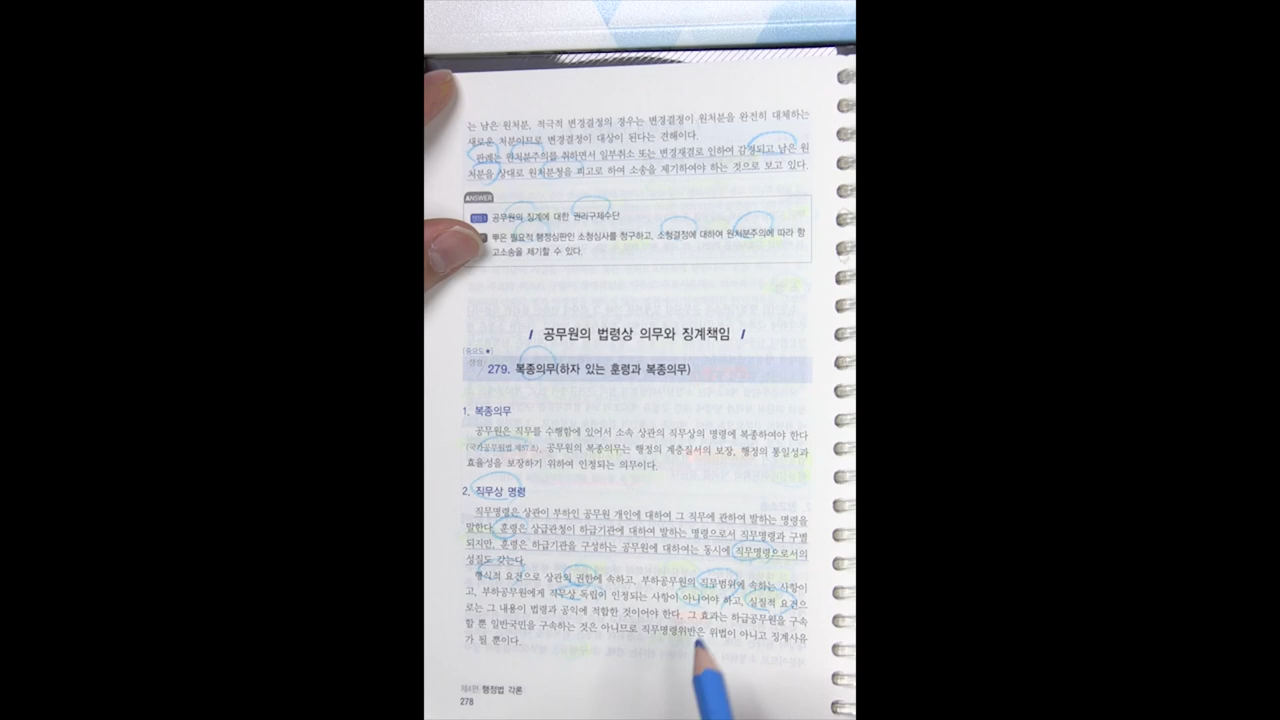 는 남은 원처분, 적극적 변경결정의 경우는 변경결정이 원처분을 완전히 대체하는
새로운 처분이므로 변경결정이 대상이 된다는 견해이다.
판례는 원처분주의를 취하면서 일부취소 또는 변경재결로 인하여 감경되고 남은 원
처분을 상대로 원처분청을 피고로 하여 소송을 제기하여야 하는 것으로 보고 있다.
ANSWER
쟁점1 공무원의 징계에 대한 권리구제수단
뿌은 필요적 행정심판인 소청심사를 청구하고, 소청결정에 대하여 원처분주의에 따라 항
고소송을 제기할 수 있다.
/ 공무원의 법령상 의무와 징계책임 /
[중요도★]
쟁점
279. 복종의무(하자 있는 훈령과 복종의무)
1. 복종의무
공무원은 직무를 수행함에 있어서 소속 상관의 직무상의 명령에 복종하여야 한다
(국가공무원법 제57조). 공무원의 복종의무는 행정의 계층질서의 보장, 행정의 통일성과
효율성을 보장하기 위하여 인정되는 의무이다.
2. 직무상 명령
직무명령은 상관이 부하인 공무원 개인에 대하여 그 직무에 관하여 발하는 명령을
말한다. 훈령은 상급관청이 하급기관에 대하여 발하는 명령으로서 직무명령과 구별
되지만, 훈령은 하급기관을 구성하는 공무원에 대하여는 동시에 직무명령으로서의
성질도 갖는다.
형식적 요건으로 상관의 권한에 속하고, 부하공무원의 직무범위에 속하는 사항이
고, 부하공무원에게 직무상 독립이 인정되는 사항이 아니어야 하고, 실질적 요건으
로는 그 내용이 법령과 공익에 적합한 것이어야 한다. 그 효과는 하급공무원을 구속
할 뿐 일반국민을 구속하는 것은 아니므로 직무명령위반은 위법이 아니고 징계사유
가 될 뿐이다.
제4편 행정법 각론
278